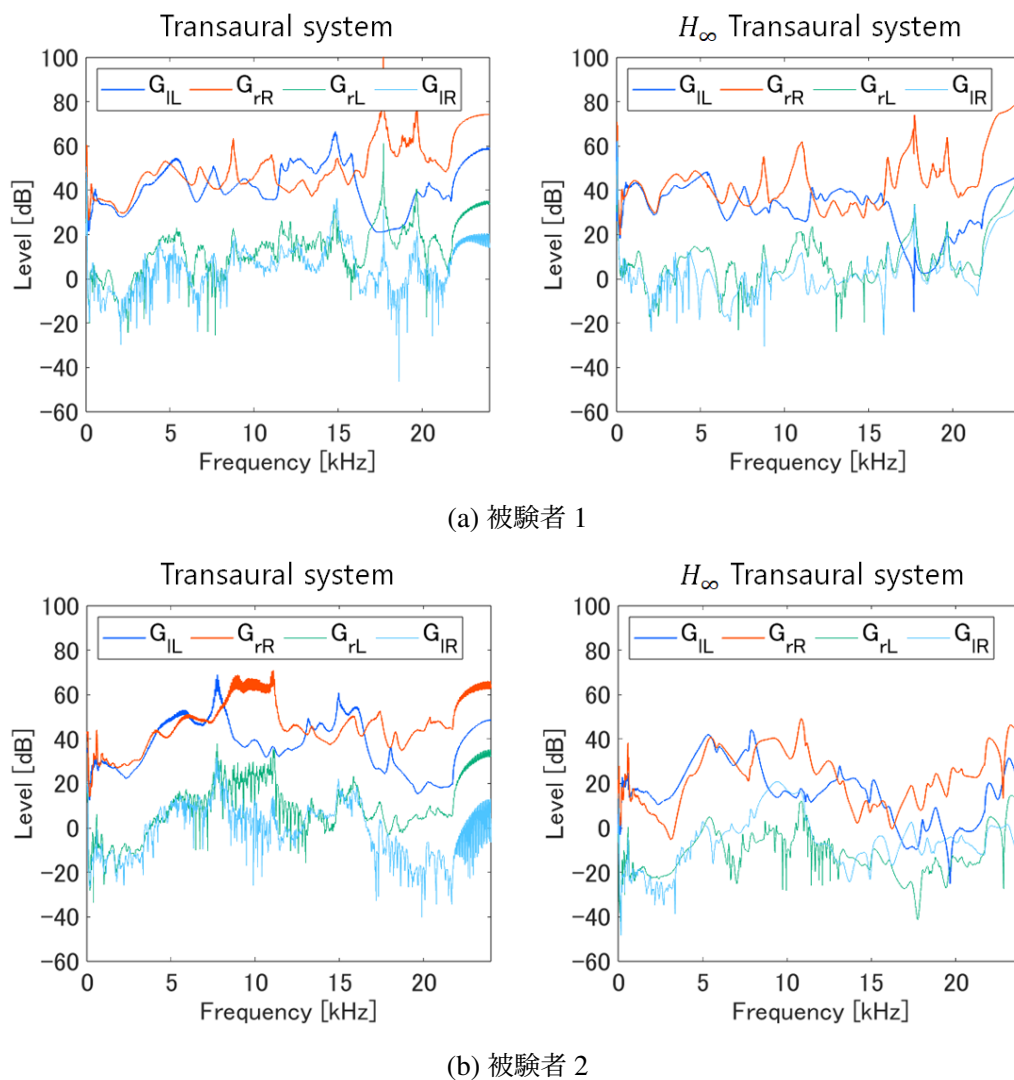 Transaural system
H∞ Transaural system
100
80
60
40
20
0
−20
−40
−60
Level [dB]
G_lL G_rR G_rL G_lR
0 5 10 15 20
Frequency [kHz]
100
80
60
40
20
0
−20
−40
−60
Level [dB]
G_lL G_rR G_rL G_lR
0 5 10 15 20
Frequency [kHz]
(a) 被験者 1
Transaural system
H∞ Transaural system
100
80
60
40
20
0
−20
−40
−60
Level [dB]
G_lL G_rR G_rL G_lR
0 5 10 15 20
Frequency [kHz]
100
80
60
40
20
0
−20
−40
−60
Level [dB]
G_lL G_rR G_rL G_lR
0 5 10 15 20
Frequency [kHz]
(b) 被験者 2